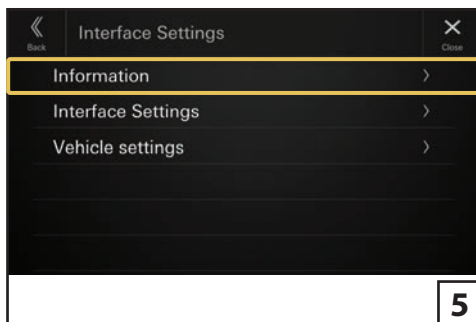 Interface Settings
Back
Close
Information
Interface Settings
Vehicle settings
5